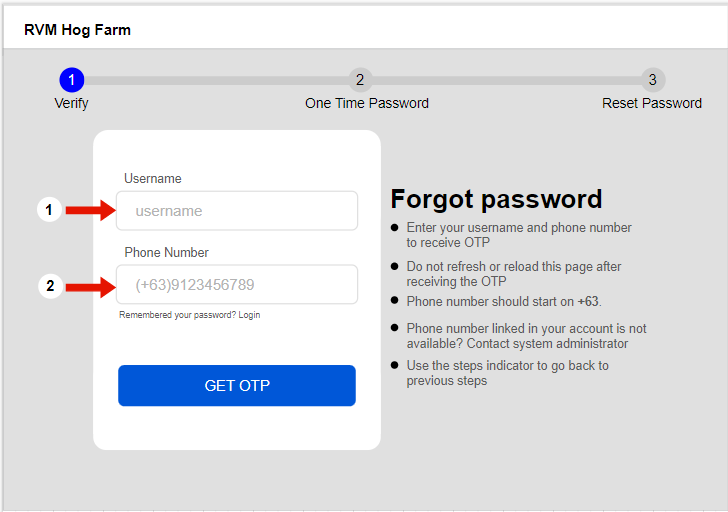 RVM Hog Farm
1
2
3
Verify
One Time Password
Reset Password
Username
1
username
Phone Number
2
(+63)9123456789
Remembered your password? Login
GET OTP
Forgot password
Enter your username and phone number
to receive OTP
Do not refresh or reload this page after
receiving the OTP
Phone number should start on +63.
Phone number linked in your account is not
available? Contact system administrator
Use the steps indicator to go back to
previous steps